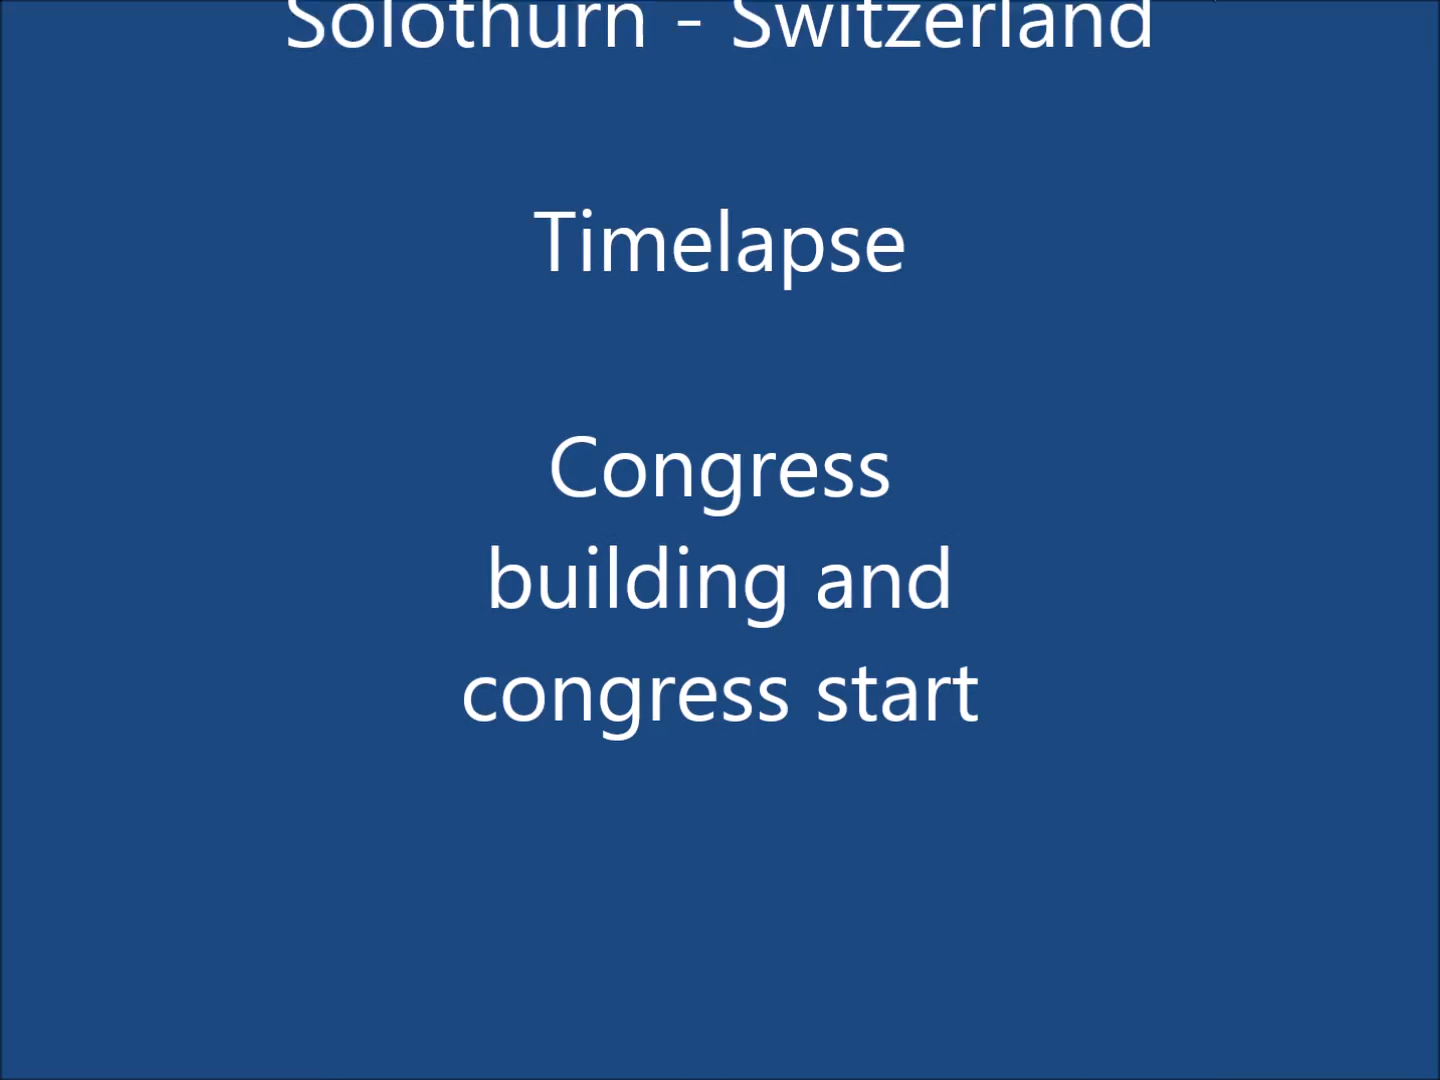 Solothurn - Switzerland
Timelapse
Congress
building and
congress start